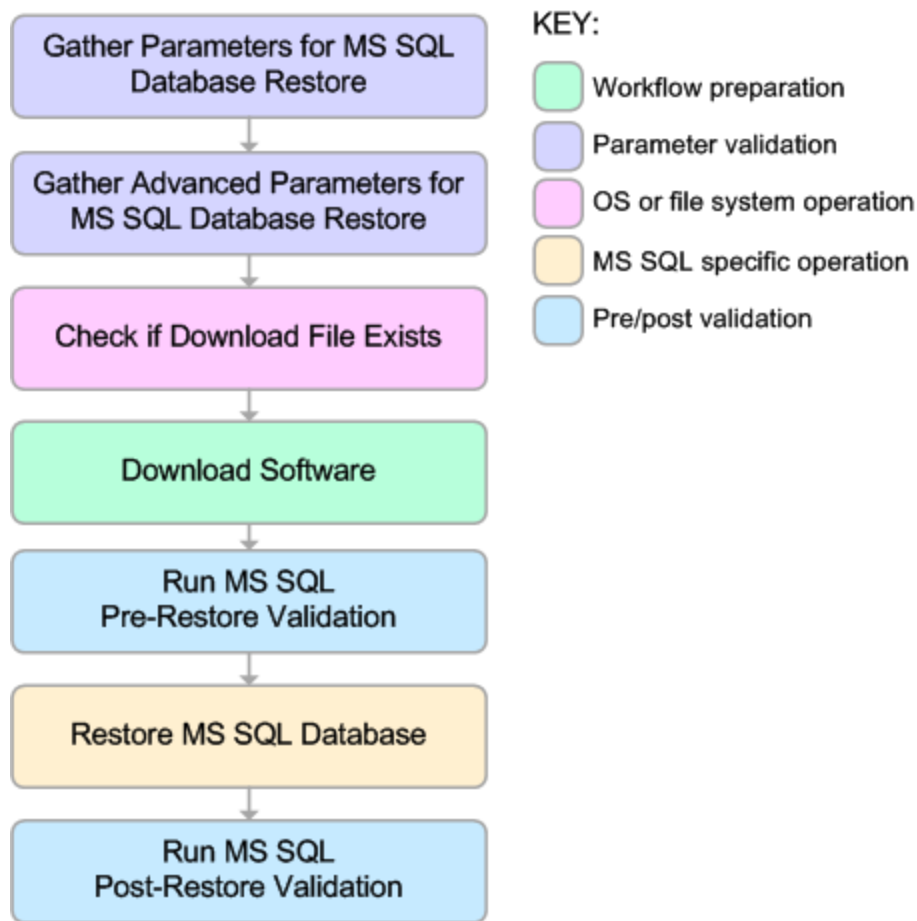 Gather Parameters for MS SQL
Database Restore
Gather Advanced Parameters for
MS SQL Database Restore
Check if Download File Exists
Download Software
Run MS SQL
Pre-Restore Validation
Restore MS SQL Database
Run MS SQL
Post-Restore Validation
KEY:
Workflow preparation
Parameter validation
OS or file system operation
MS SQL specific operation
Pre/post validation